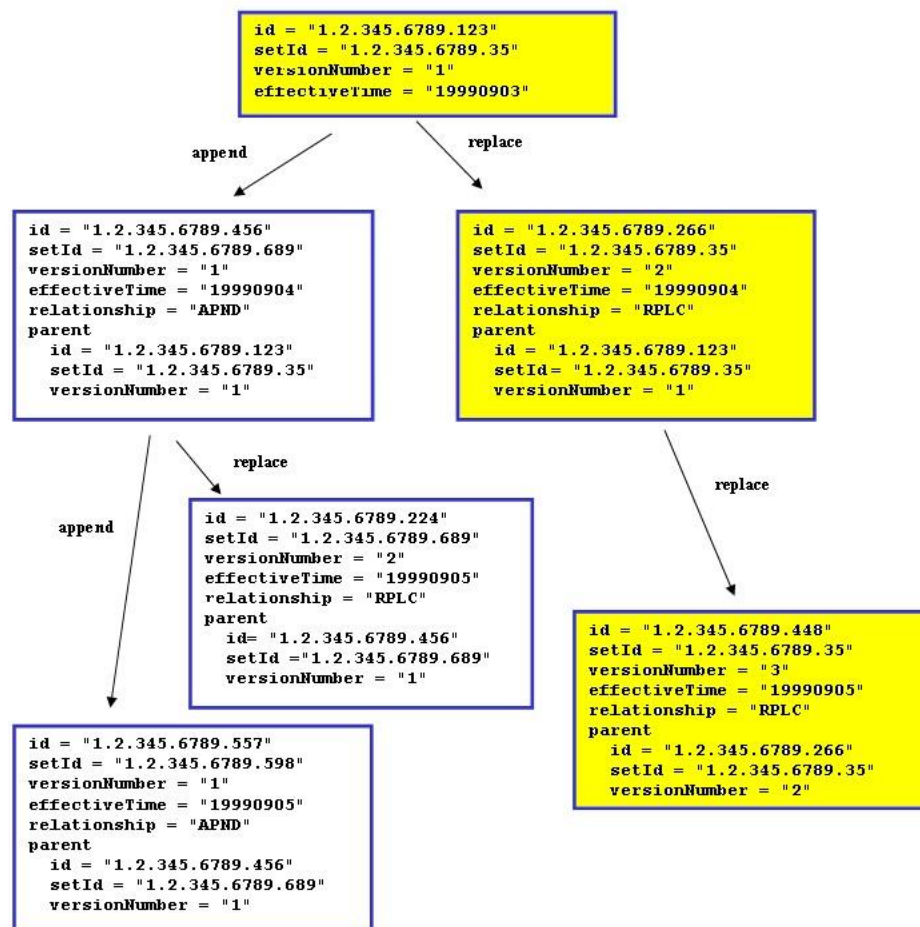 id = "1.2.345.6789.123"
setId = "1.2.345.6789.35"
versionNumber = "1"
effectiveTime = "19990903"
append
replace
id = "1.2.345.6789.456"
setId = "1.2.345.6789.689"
versionNumber = "1"
effectiveTime = "19990904"
relationship = "APND"
parent
id = "1.2.345.6789.123"
setId = "1.2.345.6789.35"
versionNumber = "1"
id = "1.2.345.6789.266"
setId = "1.2.345.6789.35"
versionNumber = "2"
effectiveTime = "19990904"
relationship = "RPLC"
parent
id = "1.2.345.6789.123"
setId= "1.2.345.6789.35"
versionNumber = "1"
append
replace
replace
id = "1.2.345.6789.224"
setId = "1.2.345.6789.689"
versionNumber = "2"
effectiveTime = "19990905"
relationship = "RPLC"
parent
id= "1.2.345.6789.456"
setId ="1.2.345.6789.689"
versionNumber = "1"
id = "1.2.345.6789.448"
setId = "1.2.345.6789.35"
versionNumber = "3"
effectiveTime = "19990905"
relationship = "RPLC"
parent
id = "1.2.345.6789.266"
setId = "1.2.345.6789.35"
versionNumber = "2"
id = "1.2.345.6789.557"
setId = "1.2.345.6789.598"
versionNumber = "1"
effectiveTime = "19990905"
relationship = "APND"
parent
id = "1.2.345.6789.456"
setId = "1.2.345.6789.689"
versionNumber = "1"